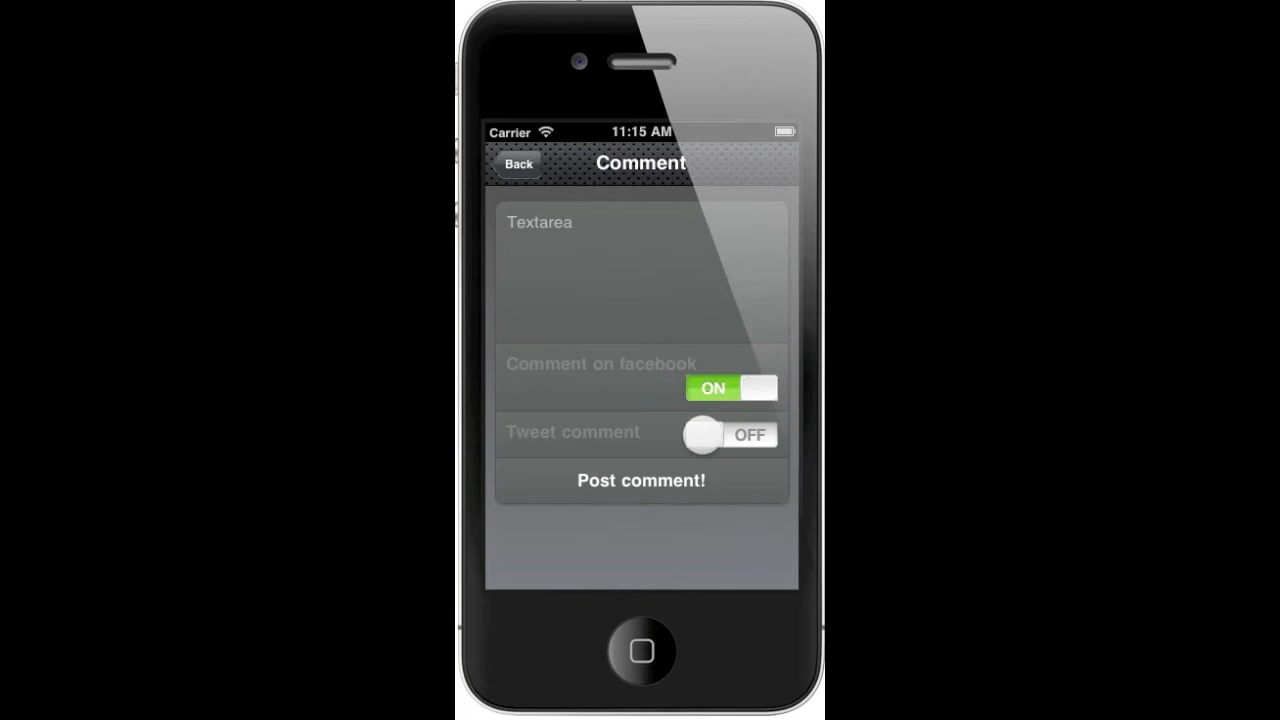 Carrier 11:15 AM
Back Comment
Textarea
Comment on facebook
ON
Tweet comment OFF
Post comment!